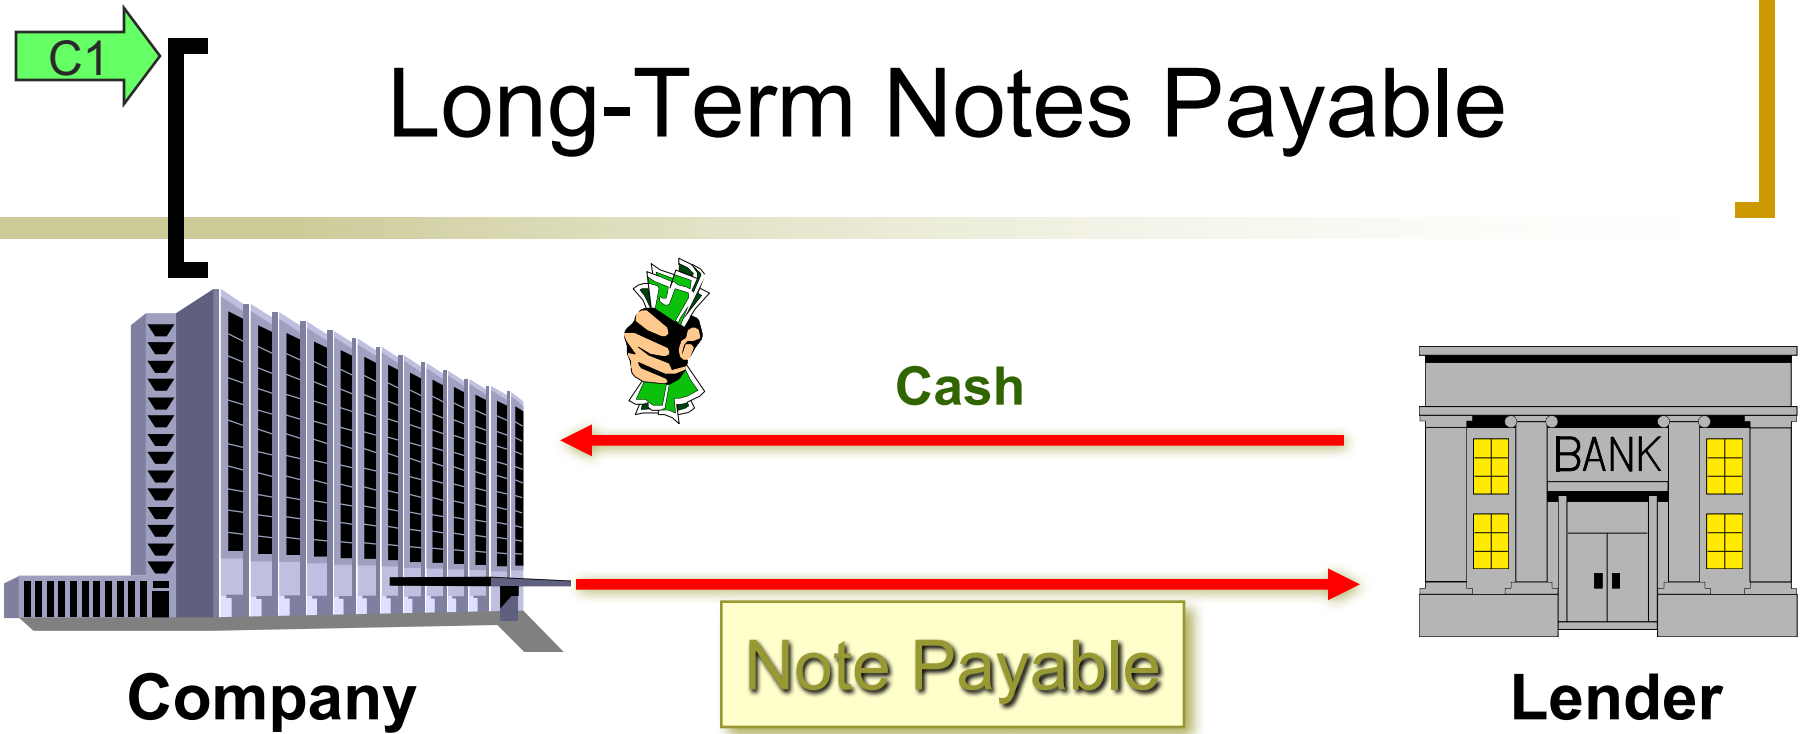 C1
Long-Term Notes Payable
Cash
BANK
Note Payable
Company
Lender